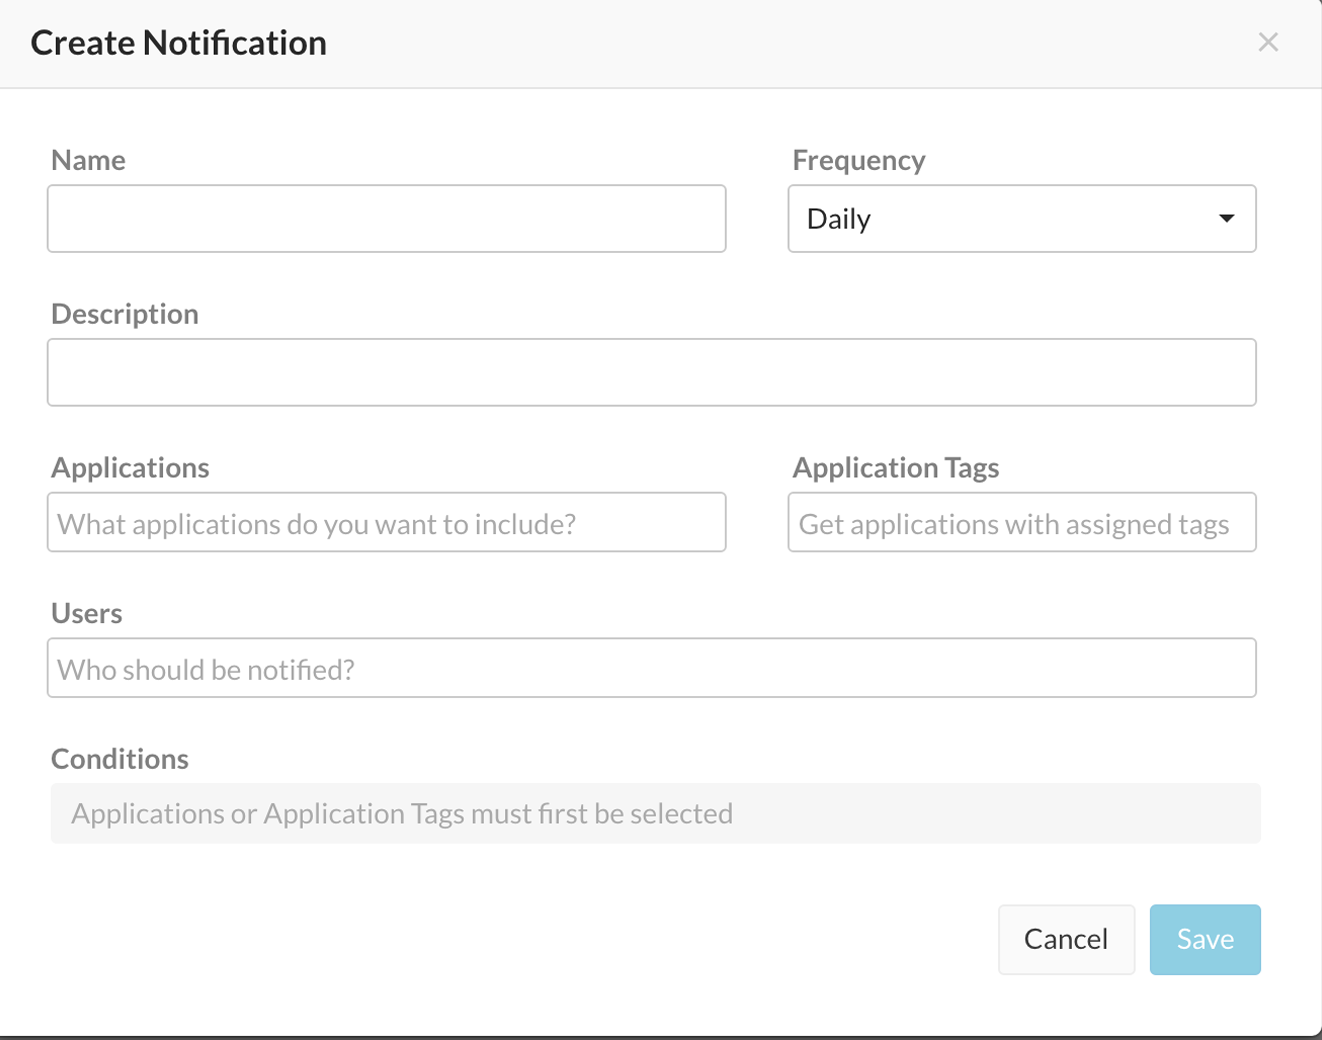 Create Notification
Name
Frequency
Daily
Description
Applications
Application Tags
What applications do you want to include?
Get applications with assigned tags
Users
Who should be notified?
Conditions
Applications or Application Tags must first be selected
Cancel
Save